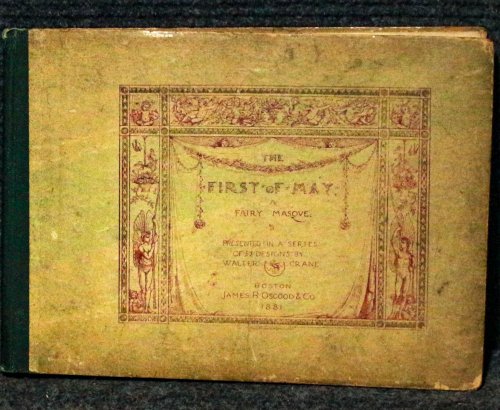 THE
FIRST·OF·MAY·
A
FAIRY MASQVE.
PRESENTED IN A SERIES
OF 52 DESIGNS BY
WALTER CRANE
BOSTON
JAMES R OSGOOD & CO
1881